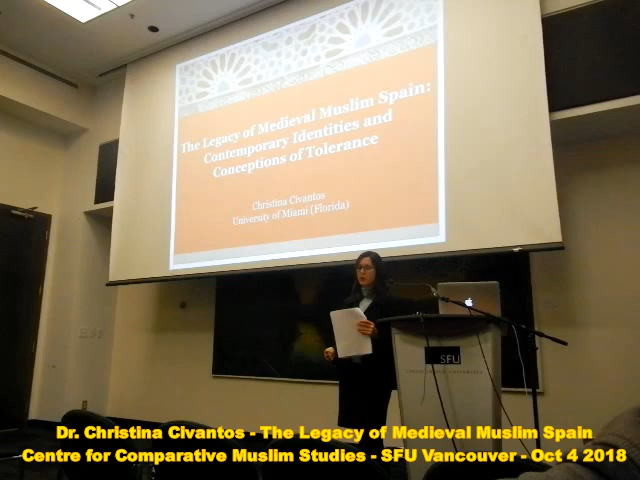 The Legacy of Medieval Muslim Spain:
Contemporary Identities and
Conceptions of Tolerance
Christina Civantos
University of Miami (Florida)
SFU
Dr. Christina Civantos - The Legacy of Medieval Muslim Spain
Centre for Comparative Muslim Studies - SFU Vancouver - Oct 4 2018